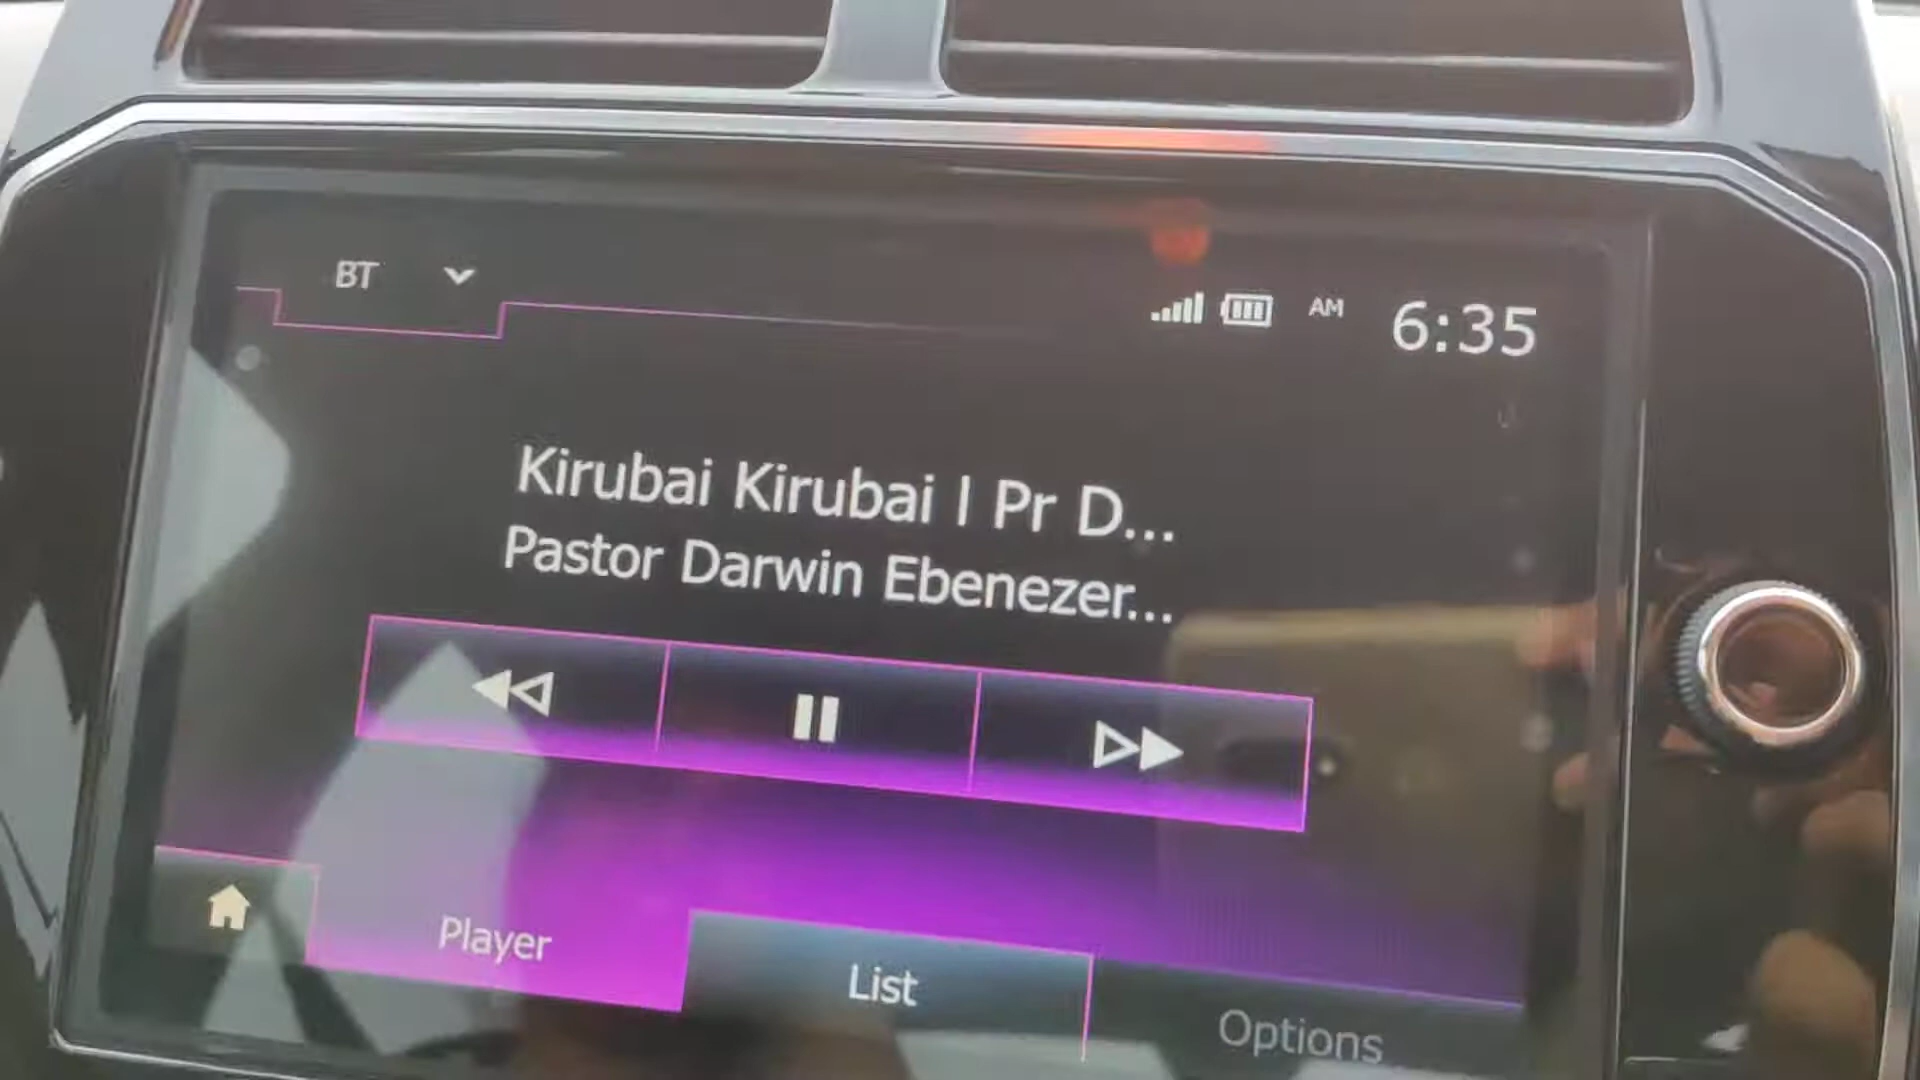 BT
AM 6:35
Kirubai Kirubai I Pr D...
Pastor Darwin Ebenezer...
Player
List
Options